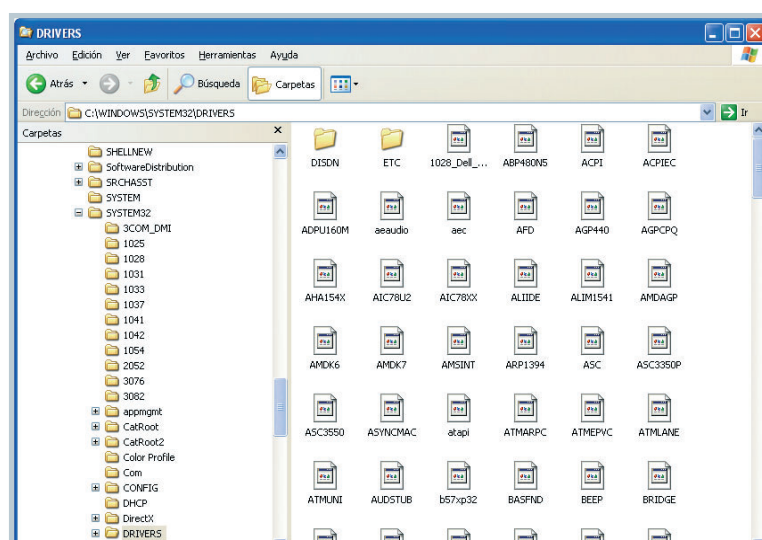 DRIVERS
Archivo Edición Ver Favoritos Herramientas Ayuda
Atrás Búsqueda Carpetas
Dirección C:\WINDOWS\SYSTEM32\DRIVERS Ir
Carpetas
SHELLNEW
SoftwareDistribution
SRCHASST
SYSTEM
SYSTEM32
3COM_DMI
1025
1028
1031
1033
1037
1041
1042
1054
2052
3076
3082
appmgmt
CatRoot
CatRoot2
Color Profile
Com
CONFIG
DHCP
DirectX
DRIVERS
DISDN ETC 1028_Dell_... ABP480N5 ACPI ACPIEC
ADPU160M aeaudio aec AFD AGP440 AGPCPQ
AHA154X AIC78U2 AIC78XX ALIIDE ALIM1541 AMDAGP
AMDK6 AMDK7 AMSINT ARP1394 ASC ASC3350P
ASC3550 ASYNCMAC atapi ATMARPC ATMEPVC ATMLANE
ATMUNI AUDSTUB b57xp32 BASFND BEEP BRIDGE